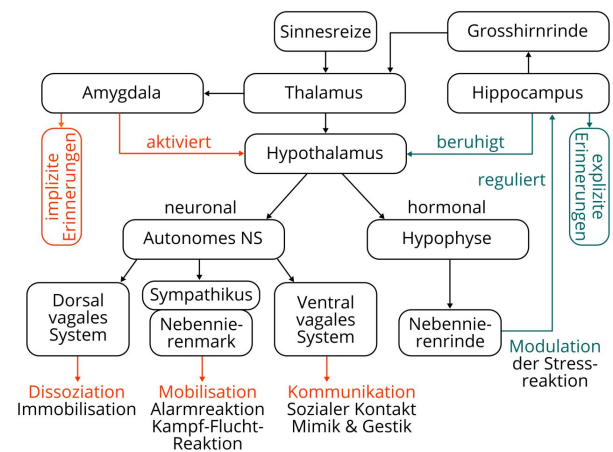 Sinnesreize
Grosshirnrinde
Amygdala
Thalamus
Hippocampus
implizite
Erinnerungen
aktiviert
Hypothalamus
beruhigt
reguliert
explizite
Erinnerungen
neuronal
hormonal
Autonomes NS
Hypophyse
Dorsal
vagales
System
Sympathikus
Nebennie-
renmark
Ventral
vagales
System
Nebennie-
renrinde
Modulation
der Stress-
reaktion
Dissoziation
Immobilisation
Mobilisation
Alarmreaktion
Kampf-Flucht-
Reaktion
Kommunikation
Sozialer Kontakt
Mimik & Gestik